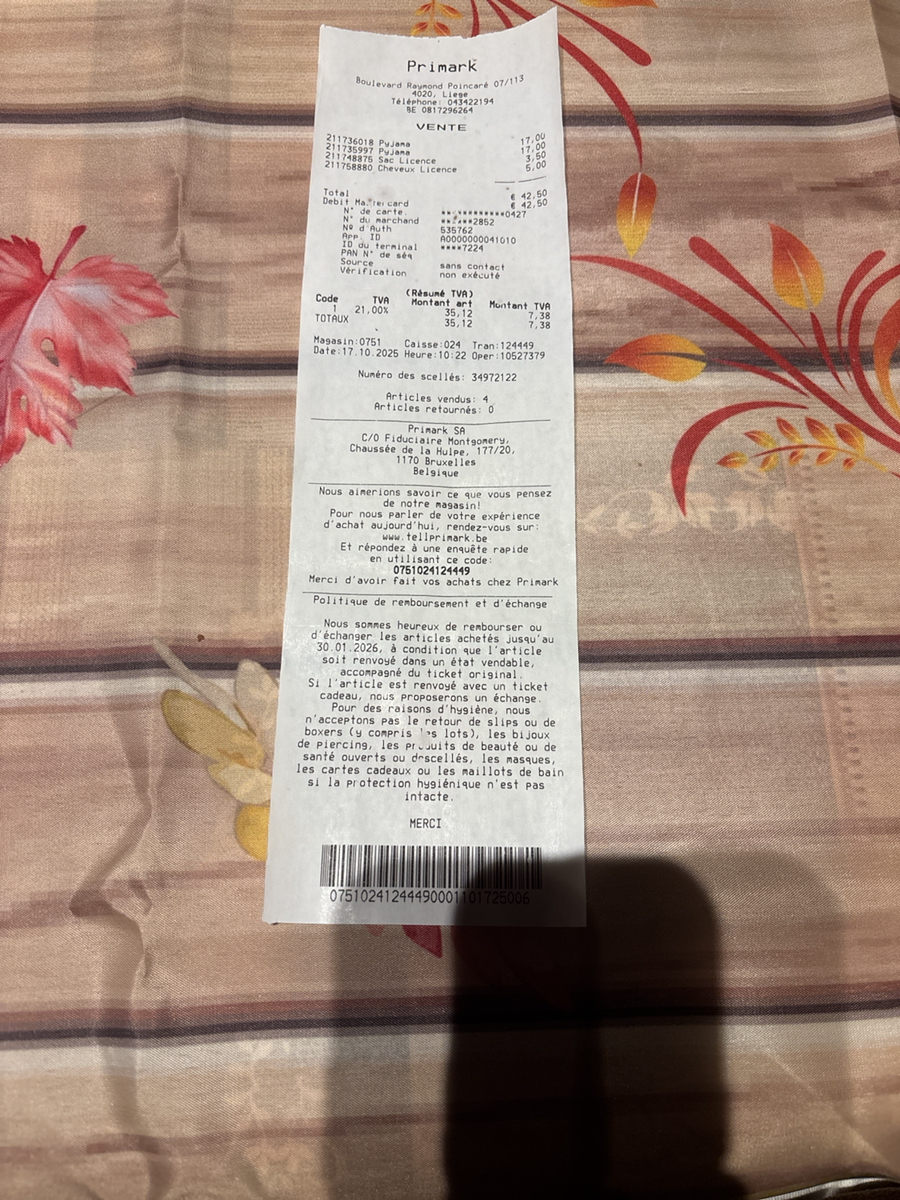 Primark
Boulevard Raymond Poincaré 07/113
4020, Liege
Téléphone: 043422194
BE 0817296264
VENTE
211736018 Pyjama 17,00
211735997 Pyjama 17,00
211748875 Sac Licence 3,50
211758880 Cheveux Licence 5,00
Total € 42,50
Debit Mastercard € 42,50
N° de carte. ************0427
N° du marchand ******2852
Nº d'Auth 535762
App. ID A0000000041010
ID du terminal ****7224
PAN N° de séq
Source sans contact
Vérification non exécuté
(Résumé TVA)
Code TVA Montant art Montant TVA
1 21,00% 35,12 7,38
TOTAUX 35,12 7,38
Magasin:0751 Caisse:024 Tran:124449
Date:17.10.2025 Heure:10:22 Oper:10527379
Numéro des scellés: 34972122
Articles vendus: 4
Articles retournés: 0
Primark SA
C/O Fiduciaire Montgomery,
Chaussée de la Hulpe, 177/20,
1170 Bruxelles
Belgique
Nous aimerions savoir ce que vous pensez
de notre magasin!
Pour nous parler de votre expérience
d'achat aujourd'hui, rendez-vous sur:
www.tellprimark.be
Et répondez à une enquête rapide
en utilisant ce code:
0751024124449
Merci d'avoir fait vos achats chez Primark
Politique de remboursement et d'échange
Nous sommes heureux de rembourser ou
d'échanger les articles achetés jusqu'au
30.01.2026, à condition que l'article
soit renvoyé dans un état vendable,
accompagné du ticket original.
Si l'article est renvoyé avec un ticket
cadeau, nous proposerons un échange.
Pour des raisons d'hygiène, nous
n'acceptons pas le retour de slips ou de
boxers (y compris les lots), les bijoux
de piercing, les produits de beauté ou de
santé ouverts ou descellés, les masques,
les cartes cadeaux ou les maillots de bain
si la protection hygiénique n'est pas
intacte.
MERCI
07510241244490001101725006